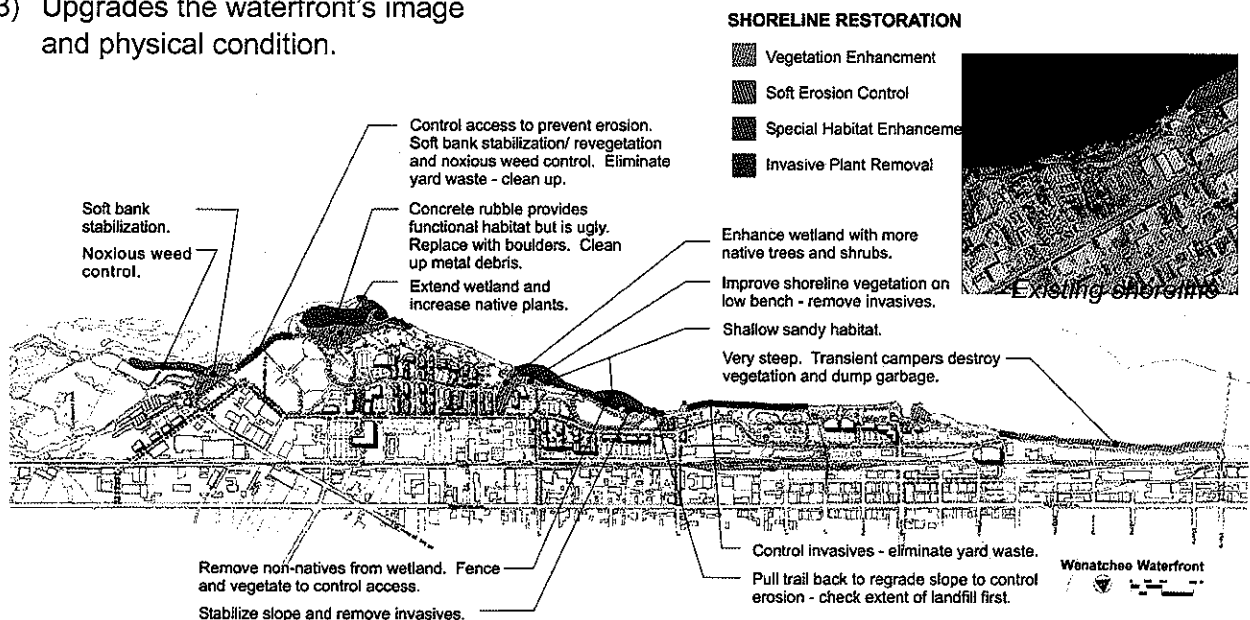 3) Upgrades the waterfront's image
and physical condition.
SHORELINE RESTORATION
Vegetation Enhancment
Soft Erosion Control
Special Habitat Enhanceme
Invasive Plant Removal
Existing shoreline
Control access to prevent erosion.
Soft bank stabilization/ revegetation
and noxious weed control. Eliminate
yard waste - clean up.
Soft bank
stabilization.
Noxious weed
control.
Concrete rubble provides
functional habitat but is ugly.
Replace with boulders. Clean
up metal debris.
Extend wetland and
increase native plants.
Enhance wetland with more
native trees and shrubs.
Improve shoreline vegetation on
low bench - remove invasives.
Shallow sandy habitat.
Very steep. Transient campers destroy
vegetation and dump garbage.
Remove non-natives from wetland. Fence
and vegetate to control access.
Stabilize slope and remove invasives.
Control invasives - eliminate yard waste.
Pull trail back to regrade slope to control
erosion - check extent of landfill first.
Wenatchee Waterfront